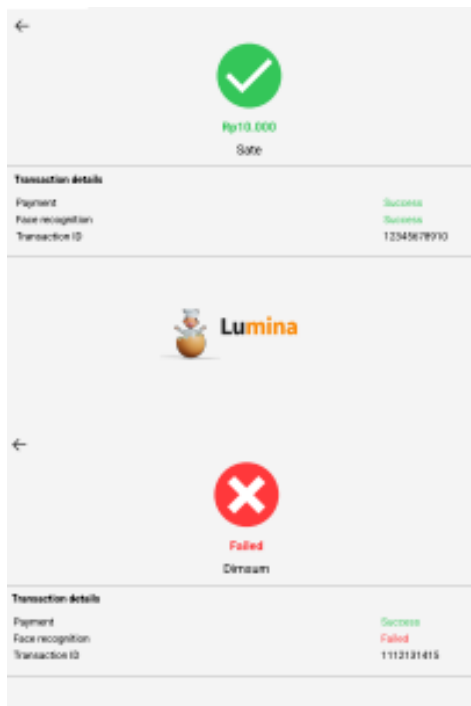 Rp10.000
Sate
Transaction details
Payment Success
Face recognition Success
Transaction ID 12345678910
Lumina
Failed
Dimsum
Transaction details
Payment Success
Face recognition Failed
Transaction ID 1112131415